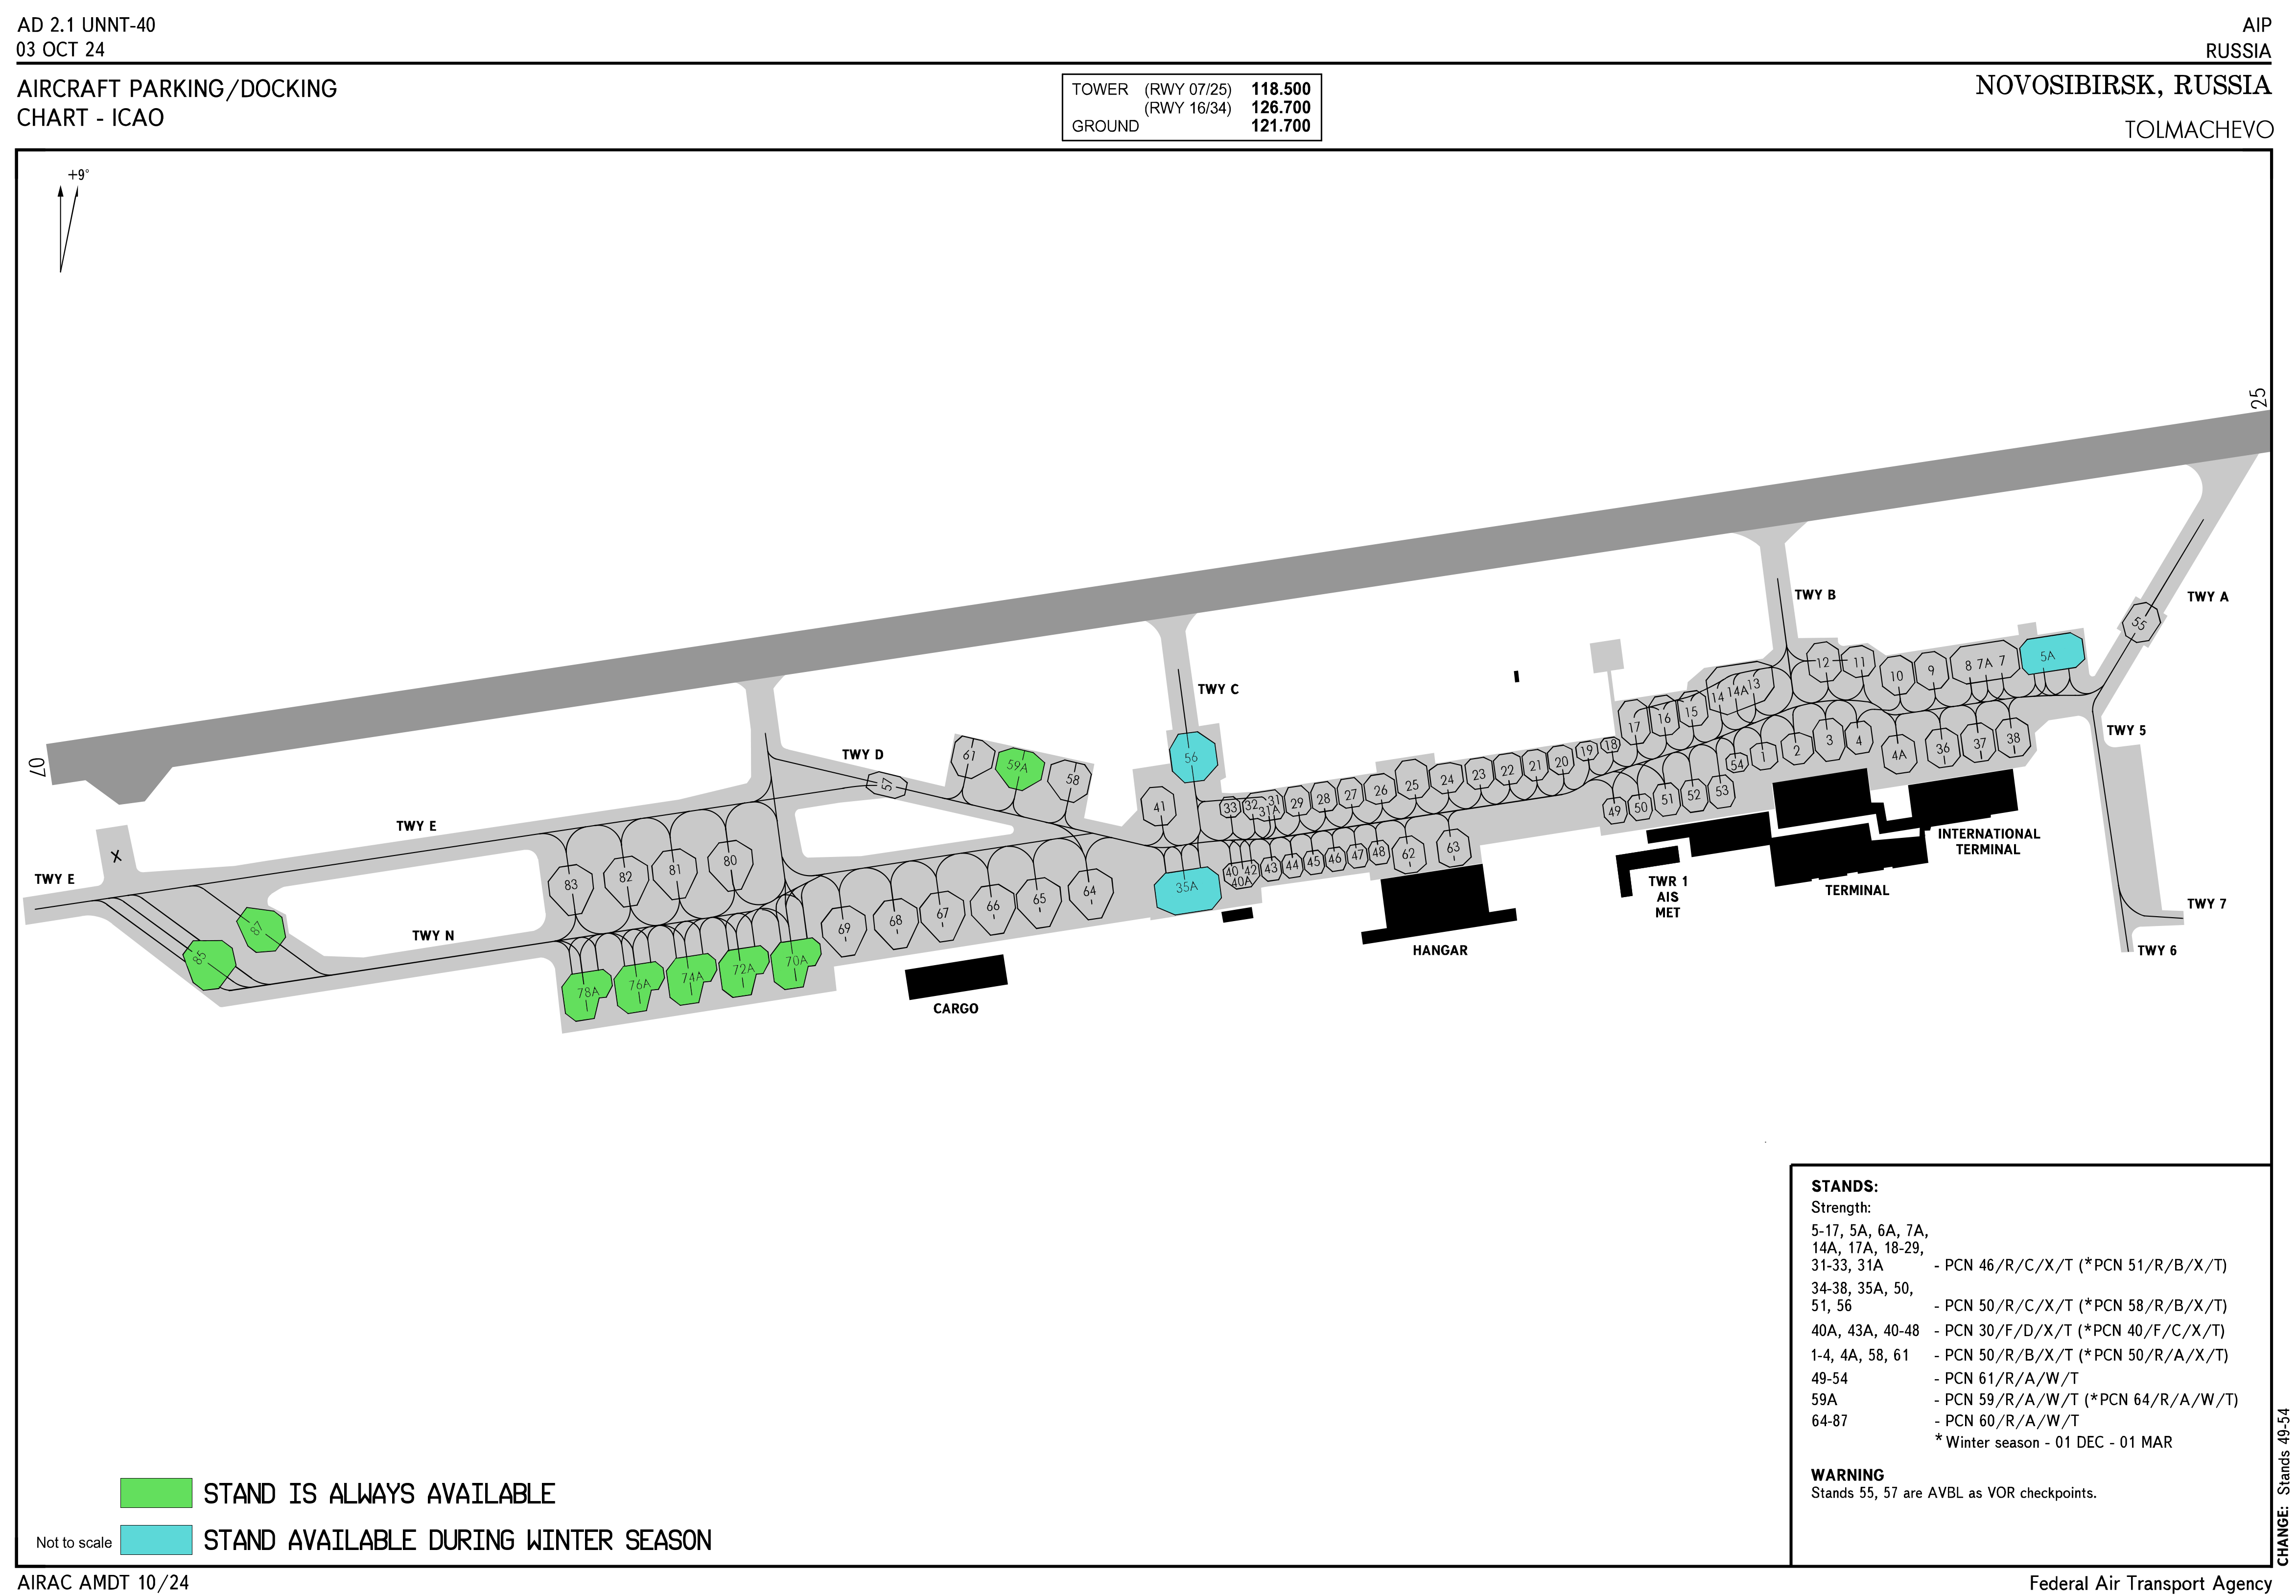 AD 2.1 UNNT-40
03 OCT 24
AIP
RUSSIA
AIRCRAFT PARKING/DOCKING
CHART - ICAO
TOWER (RWY 07/25) 118.500
(RWY 16/34) 126.700
GROUND 121.700
NOVOSIBIRSK, RUSSIA
TOLMACHEVO
+9°
25
07
TWY A
TWY B
55
12
11
10
9
8 7A 7
5A
TWY C
TWY 5
17
16
15
14
14A
13
61
59A
58
56
TWY D
57
41
33
32
31
31A
29
28
27
26
25
24
23
22
21
20
19
18
54
1
2
3
4
4A
36
37
38
49
50
51
52
53
TWY E
X
TWY E
83
82
81
80
69
68
67
66
65
64
35A
40
40A
42
43
44
45
46
47
48
62
63
INTERNATIONAL
TERMINAL
TERMINAL
TWR 1
AIS
MET
HANGAR
TWY 7
TWY 6
87
85
TWY N
78A
76A
74A
72A
70A
CARGO
STANDS:
Strength:
5-17, 5A, 6A, 7A,
14A, 17A, 18-29,
31-33, 31A - PCN 46/R/C/X/T (*PCN 51/R/B/X/T)
34-38, 35A, 50,
51, 56 - PCN 50/R/C/X/T (*PCN 58/R/B/X/T)
40A, 43A, 40-48 - PCN 30/F/D/X/T (*PCN 40/F/C/X/T)
1-4, 4A, 58, 61 - PCN 50/R/B/X/T (*PCN 50/R/A/X/T)
49-54 - PCN 61/R/A/W/T
59A - PCN 59/R/A/W/T (*PCN 64/R/A/W/T)
64-87 - PCN 60/R/A/W/T
* Winter season - 01 DEC - 01 MAR
WARNING
Stands 55, 57 are AVBL as VOR checkpoints.
CHANGE: Stands 49-54
STAND IS ALWAYS AVAILABLE
Not to scale
STAND AVAILABLE DURING WINTER SEASON
AIRAC AMDT 10/24
Federal Air Transport Agency